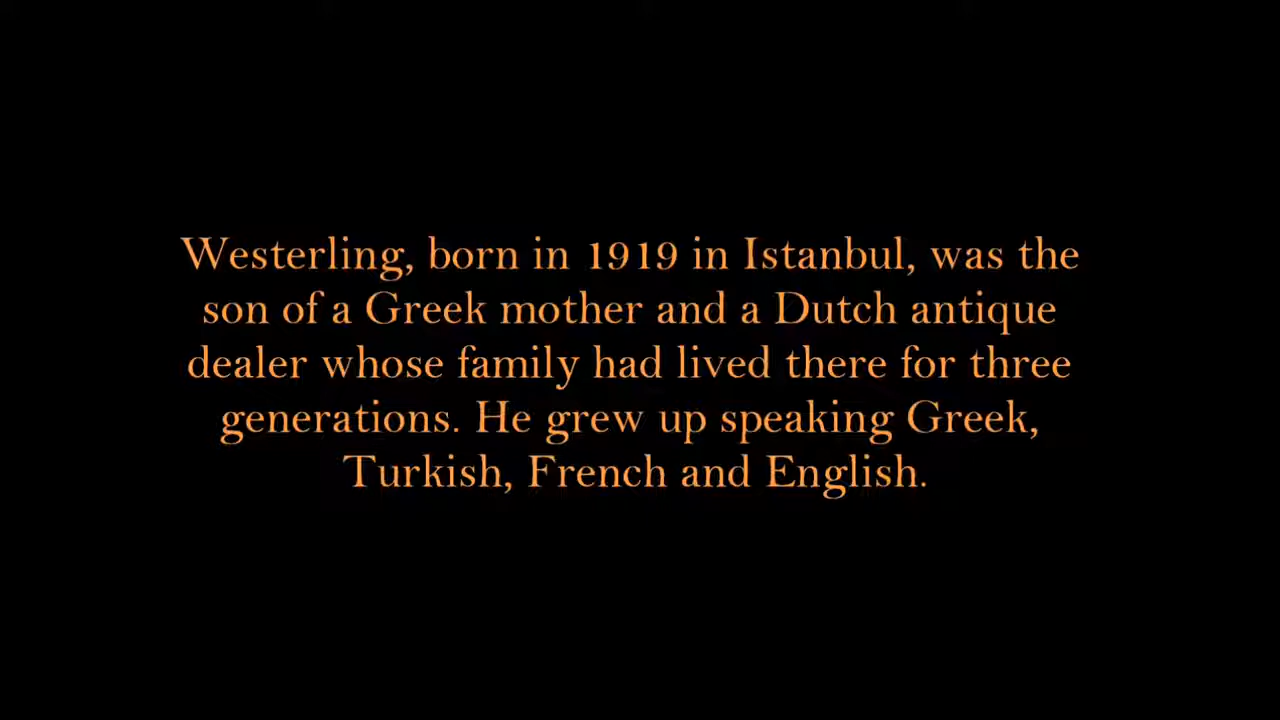 Westerling, born in 1919 in Istanbul, was the
son of a Greek mother and a Dutch antique
dealer whose family had lived there for three
generations. He grew up speaking Greek,
Turkish, French and English.